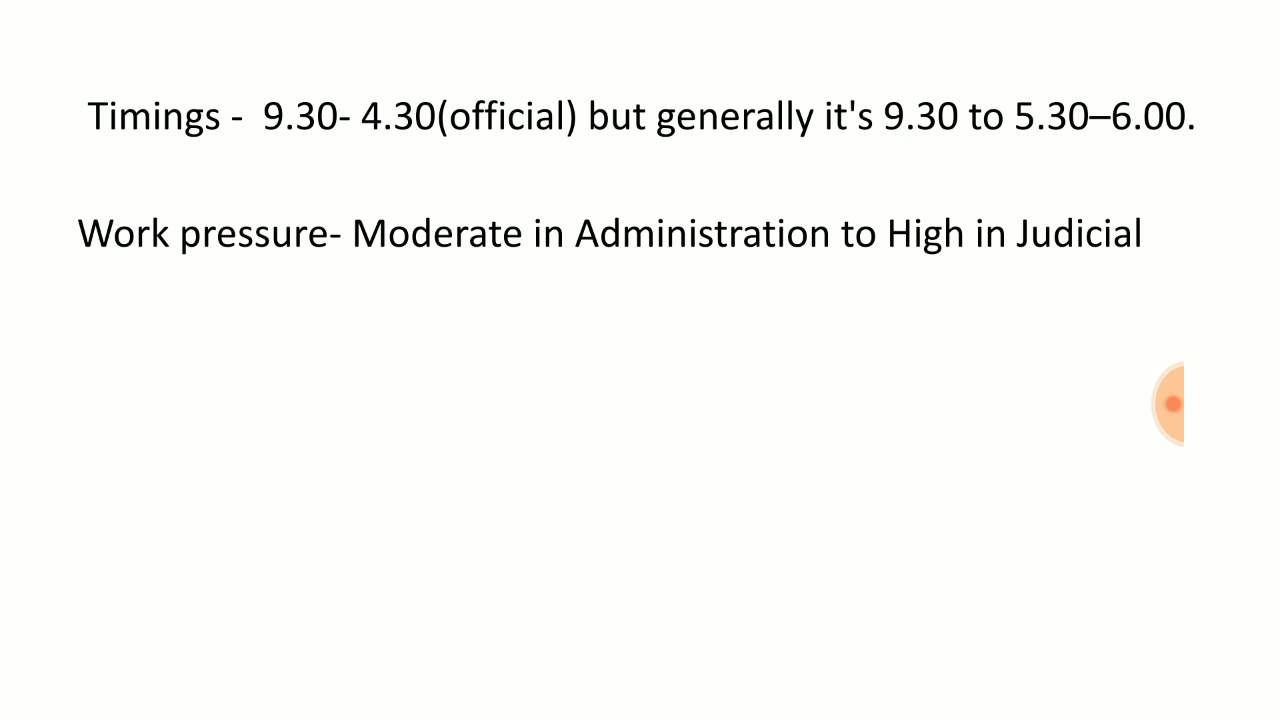 Timings -  9.30- 4.30(official) but generally it's 9.30 to 5.30–6.00.
Work pressure- Moderate in Administration to High in Judicial